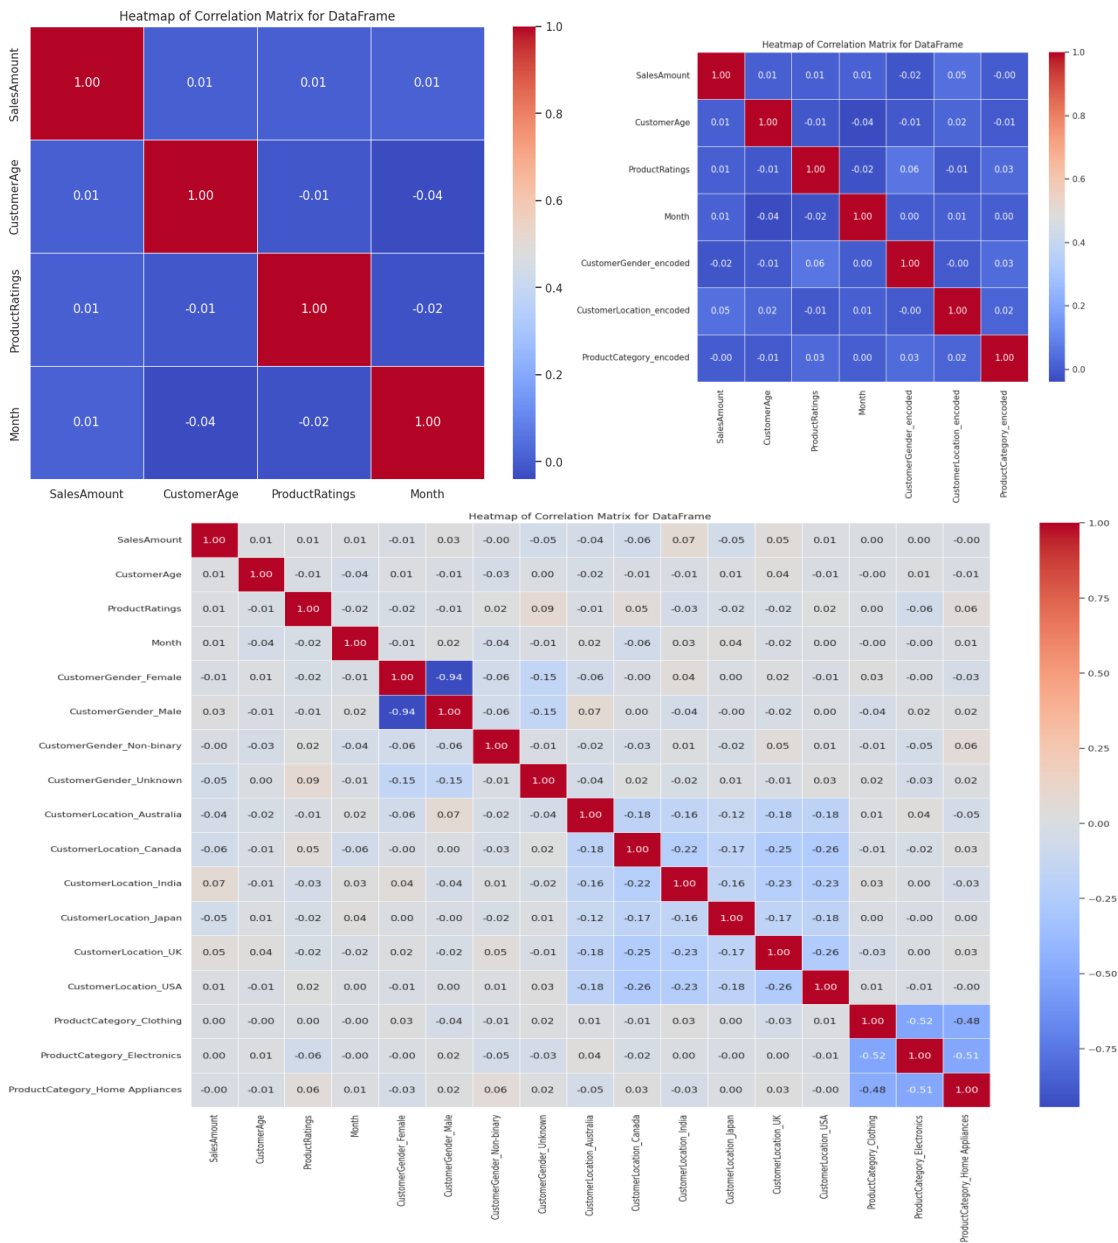 Heatmap of Correlation Matrix for DataFrame
SalesAmount 1.00 0.01 0.01 0.01
CustomerAge 0.01 1.00 -0.01 -0.04
ProductRatings 0.01 -0.01 1.00 -0.02
Month 0.01 -0.04 -0.02 1.00
SalesAmount CustomerAge ProductRatings Month
1.0
0.8
0.6
0.4
0.2
0.0
Heatmap of Correlation Matrix for DataFrame
SalesAmount 1.00 0.01 0.01 0.01 -0.02 0.05 -0.00
CustomerAge 0.01 1.00 -0.01 -0.04 -0.01 0.02 -0.01
ProductRatings 0.01 -0.01 1.00 -0.02 0.06 -0.01 0.03
Month 0.01 -0.04 -0.02 1.00 0.00 0.01 0.00
CustomerGender_encoded -0.02 -0.01 0.06 0.00 1.00 -0.00 0.03
CustomerLocation_encoded 0.05 0.02 -0.01 0.01 -0.00 1.00 0.02
ProductCategory_encoded -0.00 -0.01 0.03 0.00 0.03 0.02 1.00
SalesAmount CustomerAge ProductRatings Month CustomerGender_encoded CustomerLocation_encoded ProductCategory_encoded
1.0
0.8
0.6
0.4
0.2
0.0
Heatmap of Correlation Matrix for DataFrame
SalesAmount 1.00 0.01 0.01 0.01 -0.01 0.03 -0.00 -0.05 -0.04 -0.06 0.07 -0.05 0.05 0.01 0.00 0.00 -0.00
CustomerAge 0.01 1.00 -0.01 -0.04 0.01 -0.01 -0.03 0.00 -0.02 -0.01 -0.01 0.01 0.04 -0.01 -0.00 0.01 -0.01
ProductRatings 0.01 -0.01 1.00 -0.02 -0.02 -0.01 0.02 0.09 -0.01 0.05 -0.03 -0.02 -0.02 0.02 0.00 -0.06 0.06
Month 0.01 -0.04 -0.02 1.00 -0.01 0.02 -0.04 -0.01 0.02 -0.06 0.03 0.04 -0.02 0.00 -0.00 -0.00 0.01
CustomerGender_Female -0.01 0.01 -0.02 -0.01 1.00 -0.94 -0.06 -0.15 -0.06 -0.00 0.04 0.00 0.02 -0.01 0.03 -0.00 -0.03
CustomerGender_Male 0.03 -0.01 -0.01 0.02 -0.94 1.00 -0.06 -0.15 0.07 0.00 -0.04 -0.00 -0.02 0.00 -0.04 0.02 0.02
CustomerGender_Non-binary -0.00 -0.03 0.02 -0.04 -0.06 -0.06 1.00 -0.01 -0.02 -0.03 0.01 -0.02 0.05 0.01 -0.01 -0.05 0.06
CustomerGender_Unknown -0.05 0.00 0.09 -0.01 -0.15 -0.15 -0.01 1.00 -0.04 0.02 -0.02 0.01 -0.01 0.03 0.02 -0.03 0.02
CustomerLocation_Australia -0.04 -0.02 -0.01 0.02 -0.06 0.07 -0.02 -0.04 1.00 -0.18 -0.16 -0.12 -0.18 -0.18 0.01 0.04 -0.05
CustomerLocation_Canada -0.06 -0.01 0.05 -0.06 -0.00 0.00 -0.03 0.02 -0.18 1.00 -0.22 -0.17 -0.25 -0.26 -0.01 -0.02 0.03
CustomerLocation_India 0.07 -0.01 -0.03 0.03 0.04 -0.04 0.01 -0.02 -0.16 -0.22 1.00 -0.16 -0.23 -0.23 0.03 0.00 -0.03
CustomerLocation_Japan -0.05 0.01 -0.02 0.04 0.00 -0.00 -0.02 0.01 -0.12 -0.17 -0.16 1.00 -0.17 -0.18 0.00 -0.00 0.00
CustomerLocation_UK 0.05 0.04 -0.02 -0.02 0.02 -0.02 0.05 -0.01 -0.18 -0.25 -0.23 -0.17 1.00 -0.26 -0.03 0.00 0.03
CustomerLocation_USA 0.01 -0.01 0.02 0.00 -0.01 0.00 0.01 0.03 -0.18 -0.26 -0.23 -0.18 -0.26 1.00 0.01 -0.01 -0.00
ProductCategory_Clothing 0.00 -0.00 0.00 -0.00 0.03 -0.04 -0.01 0.02 0.01 -0.01 0.03 0.00 -0.03 0.01 1.00 -0.52 -0.48
ProductCategory_Electronics 0.00 0.01 -0.06 -0.00 -0.00 0.02 -0.05 -0.03 0.04 -0.02 0.00 -0.00 0.00 -0.01 -0.52 1.00 -0.51
ProductCategory_Home Appliances -0.00 -0.01 0.06 0.01 -0.03 0.02 0.06 0.02 -0.05 0.03 -0.03 0.00 0.03 -0.00 -0.48 -0.51 1.00
SalesAmount CustomerAge ProductRatings Month CustomerGender_Female CustomerGender_Male CustomerGender_Non-binary CustomerGender_Unknown CustomerLocation_Australia CustomerLocation_Canada CustomerLocation_India CustomerLocation_Japan CustomerLocation_UK CustomerLocation_USA ProductCategory_Clothing ProductCategory_Electronics ProductCategory_Home Appliances
1.00
0.75
0.50
0.25
0.00
−0.25
−0.50
−0.75